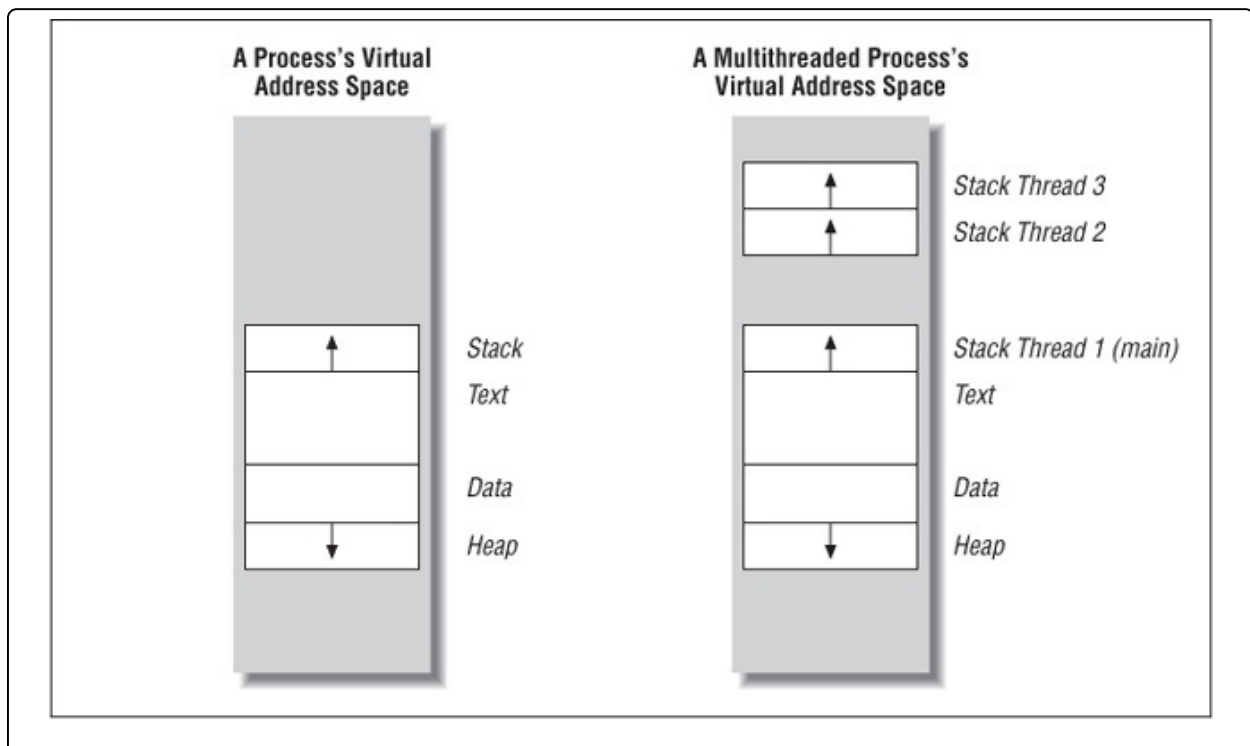 A Process's Virtual
Address Space
Stack
Text
Data
Heap
A Multithreaded Process's
Virtual Address Space
Stack Thread 3
Stack Thread 2
Stack Thread 1 (main)
Text
Data
Heap